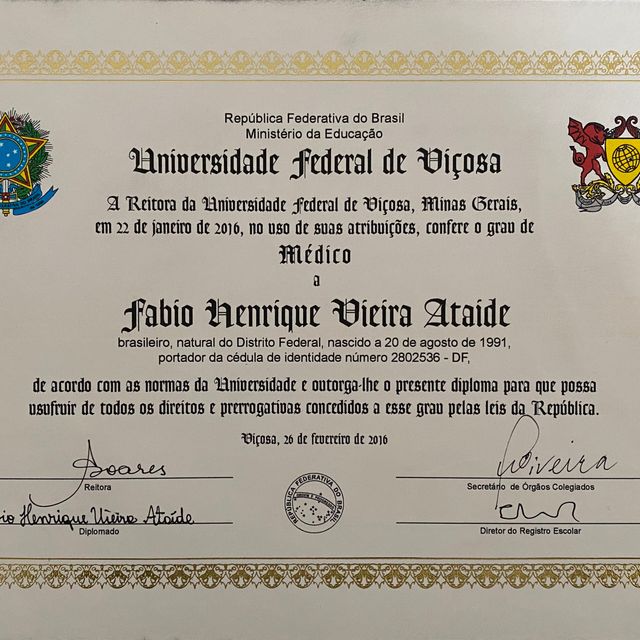 República Federativa do Brasil
Ministério da Educação
Universidade Federal de Viçosa
A Reitora da Universidade Federal de Viçosa, Minas Gerais,
em 22 de janeiro de 2016, no uso de suas atribuições, confere o grau de
Médico
a
Fabio Henrique Vieira Ataide
brasileiro, natural do Distrito Federal, nascido a 20 de agosto de 1991,
portador da cédula de identidade número 2802536 - DF,
de acordo com as normas da Universidade e outorga-lhe o presente diploma para que possa
usufruir de todos os direitos e prerrogativas concedidos a esse grau pelas leis da República.
Viçosa, 26 de fevereiro de 2016
Soares
Reitora
Secretário de Órgãos Colegiados
REPÚBLICA FEDERATIVA DO BRASIL
Henrique Vieira Ataíde
Diplomado
Diretor do Registro Escolar